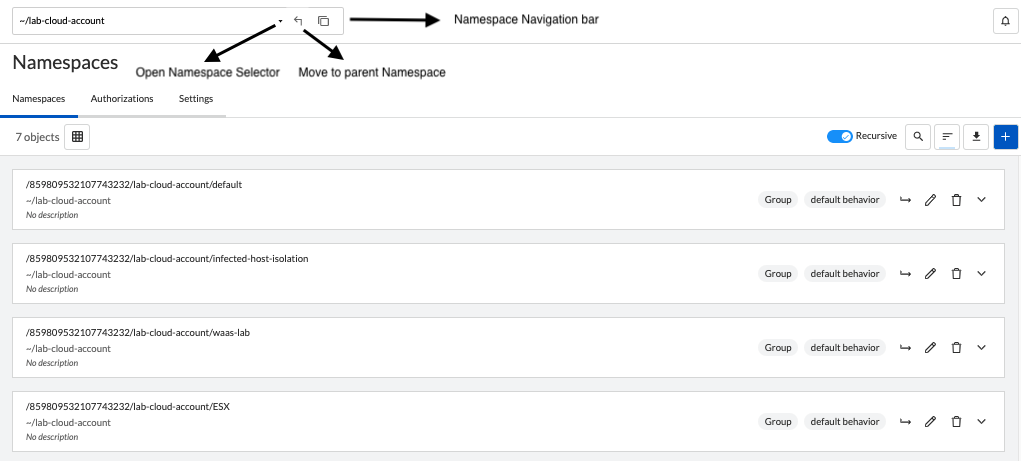 ~/lab-cloud-account
Namespace Navigation bar
Namespaces
Open Namespace Selector
Move to parent Namespace
Namespaces
Authorizations
Settings
7 objects
Recursive
/859809532107743232/lab-cloud-account/default
~/lab-cloud-account
No description
Group
default behavior
/859809532107743232/lab-cloud-account/infected-host-isolation
~/lab-cloud-account
No description
Group
default behavior
/859809532107743232/lab-cloud-account/waas-lab
~/lab-cloud-account
No description
Group
default behavior
/859809532107743232/lab-cloud-account/ESX
~/lab-cloud-account
No description
Group
default behavior